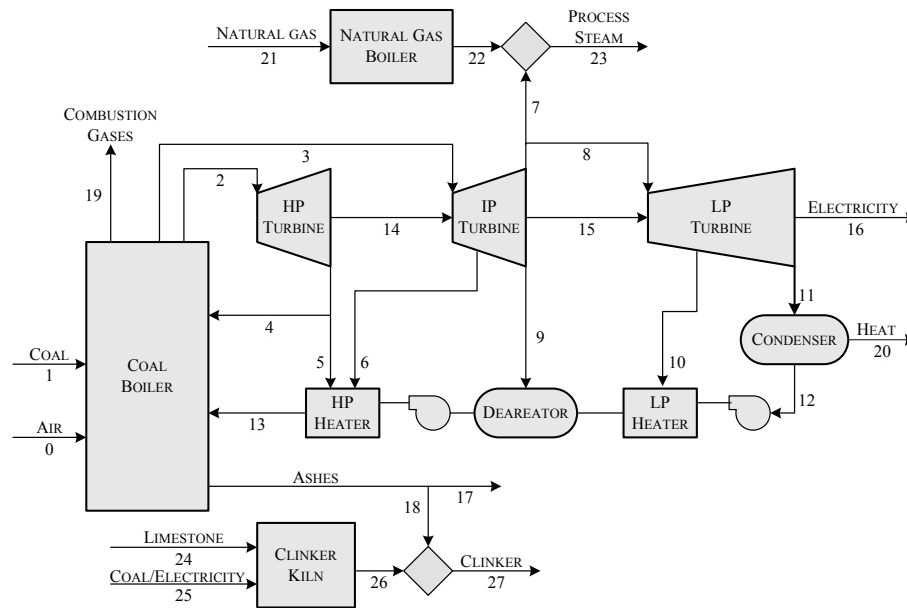 NATURAL GAS
21
NATURAL GAS
BOILER
22
PROCESS
STEAM
23
7
COMBUSTION
GASES
19
3
2
8
HP
TURBINE
14
IP
TURBINE
15
LP
TURBINE
ELECTRICITY
16
4
5
6
9
10
11
CONDENSER
HEAT
20
12
COAL
1
COAL
BOILER
AIR
0
13
HP
HEATER
DEAREATOR
LP
HEATER
ASHES
17
18
LIMESTONE
24
COAL/ELECTRICITY
25
CLINKER
KILN
26
CLINKER
27